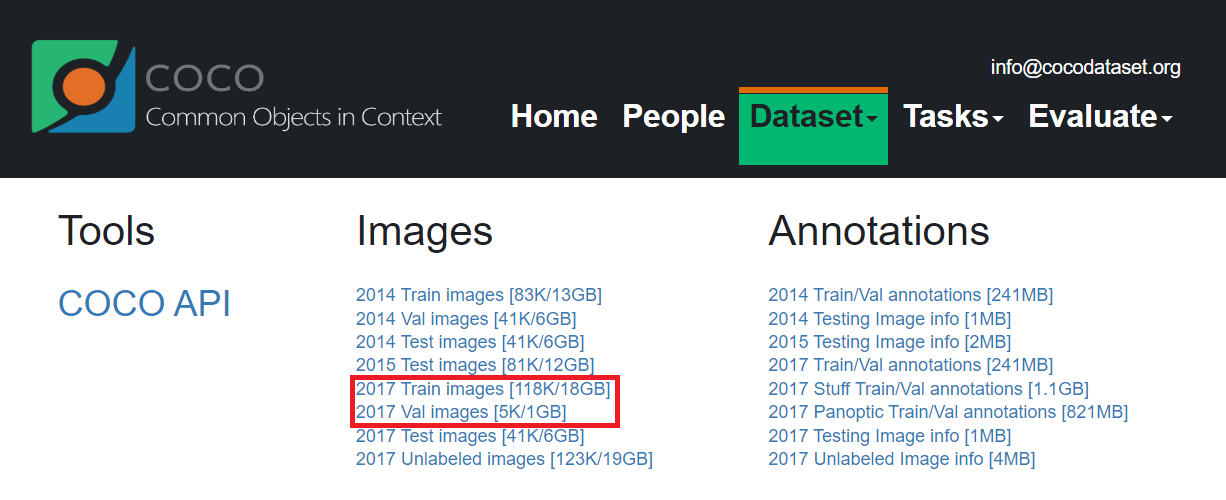 COCO
Common Objects in Context
info@cocodataset.org
Home People Dataset Tasks Evaluate
Tools
COCO API
Images
2014 Train images [83K/13GB]
2014 Val images [41K/6GB]
2014 Test images [41K/6GB]
2015 Test images [81K/12GB]
2017 Train images [118K/18GB]
2017 Val images [5K/1GB]
2017 Test images [41K/6GB]
2017 Unlabeled images [123K/19GB]
Annotations
2014 Train/Val annotations [241MB]
2014 Testing Image info [1MB]
2015 Testing Image info [2MB]
2017 Train/Val annotations [241MB]
2017 Stuff Train/Val annotations [1.1GB]
2017 Panoptic Train/Val annotations [821MB]
2017 Testing Image info [1MB]
2017 Unlabeled Image info [4MB]